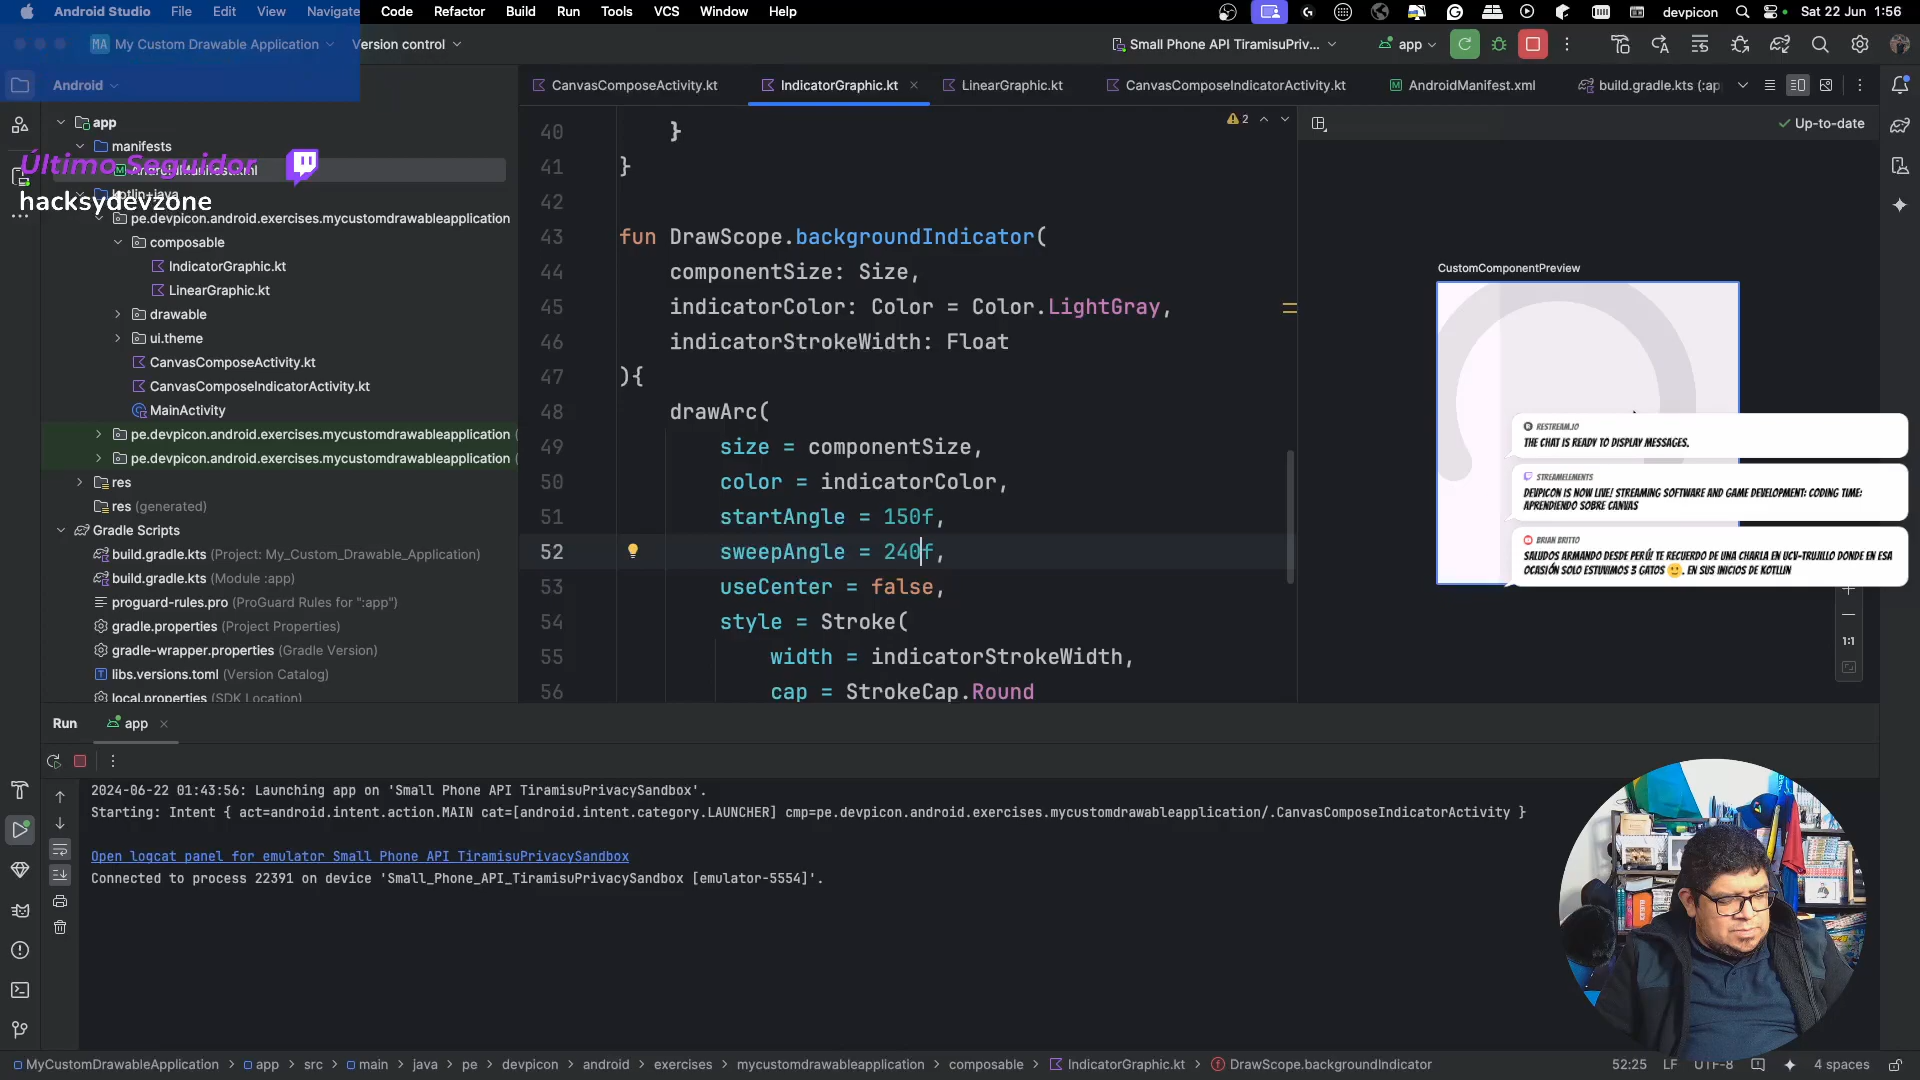 Android Studio File Edit View Navigate Code Refactor Build Run Tools VCS Window Help
devpicon Sat 22 Jun 1:56
MA My Custom Drawable Application Version control
Small Phone API TiramisuPriv... app
Android
CanvasComposeActivity.kt IndicatorGraphic.kt LinearGraphic.kt CanvasComposeIndicatorActivity.kt AndroidManifest.xml build.gradle.kts (:ap
app
manifests
Último Seguidor
hacksydevzone
AndroidManifest.xml
kotlin+java
pe.devpicon.android.exercises.mycustomdrawableapplication
composable
IndicatorGraphic.kt
LinearGraphic.kt
drawable
ui.theme
CanvasComposeActivity.kt
CanvasComposeIndicatorActivity.kt
MainActivity
pe.devpicon.android.exercises.mycustomdrawableapplication (
pe.devpicon.android.exercises.mycustomdrawableapplication (
res
res (generated)
Gradle Scripts
build.gradle.kts (Project: My_Custom_Drawable_Application)
build.gradle.kts (Module :app)
proguard-rules.pro (ProGuard Rules for ":app")
gradle.properties (Project Properties)
gradle-wrapper.properties (Gradle Version)
libs.versions.toml (Version Catalog)
local.properties (SDK Location)
2
40 }
41 }
42
43 fun DrawScope.backgroundIndicator(
44 componentSize: Size,
45 indicatorColor: Color = Color.LightGray,
46 indicatorStrokeWidth: Float
47 ){
48 drawArc(
49 size = componentSize,
50 color = indicatorColor,
51 startAngle = 150f,
52 sweepAngle = 240f,
53 useCenter = false,
54 style = Stroke(
55 width = indicatorStrokeWidth,
56 cap = StrokeCap.Round
Up-to-date
CustomComponentPreview
RESTREAM.IO
THE CHAT IS READY TO DISPLAY MESSAGES.
STREAMELEMENTS
DEVPICON IS NOW LIVE! STREAMING SOFTWARE AND GAME DEVELOPMENT: CODING TIME:
APRENDIENDO SOBRE CANVAS
BRIAN BRITTO
SALUDOS ARMANDO DESDE PERÚ! TE RECUERDO DE UNA CHARLA EN UCV-TRUJILLO DONDE EN ESA
OCASIÓN SOLO ESTUVIMOS 3 GATOS 🙂. EN SUS INICIOS DE KOTLLIN
1:1
Run app
2024-06-22 01:43:56: Launching app on 'Small Phone API TiramisuPrivacySandbox'.
Starting: Intent { act=android.intent.action.MAIN cat=[android.intent.category.LAUNCHER] cmp=pe.devpicon.android.exercises.mycustomdrawableapplication/.CanvasComposeIndicatorActivity }
Open logcat panel for emulator Small Phone API TiramisuPrivacySandbox
Connected to process 22391 on device 'Small_Phone_API_TiramisuPrivacySandbox [emulator-5554]'.
MyCustomDrawableApplication app src main java pe devpicon android exercises mycustomdrawableapplication composable IndicatorGraphic.kt DrawScope.backgroundIndicator
52:25 LF UTF-8 4 spaces